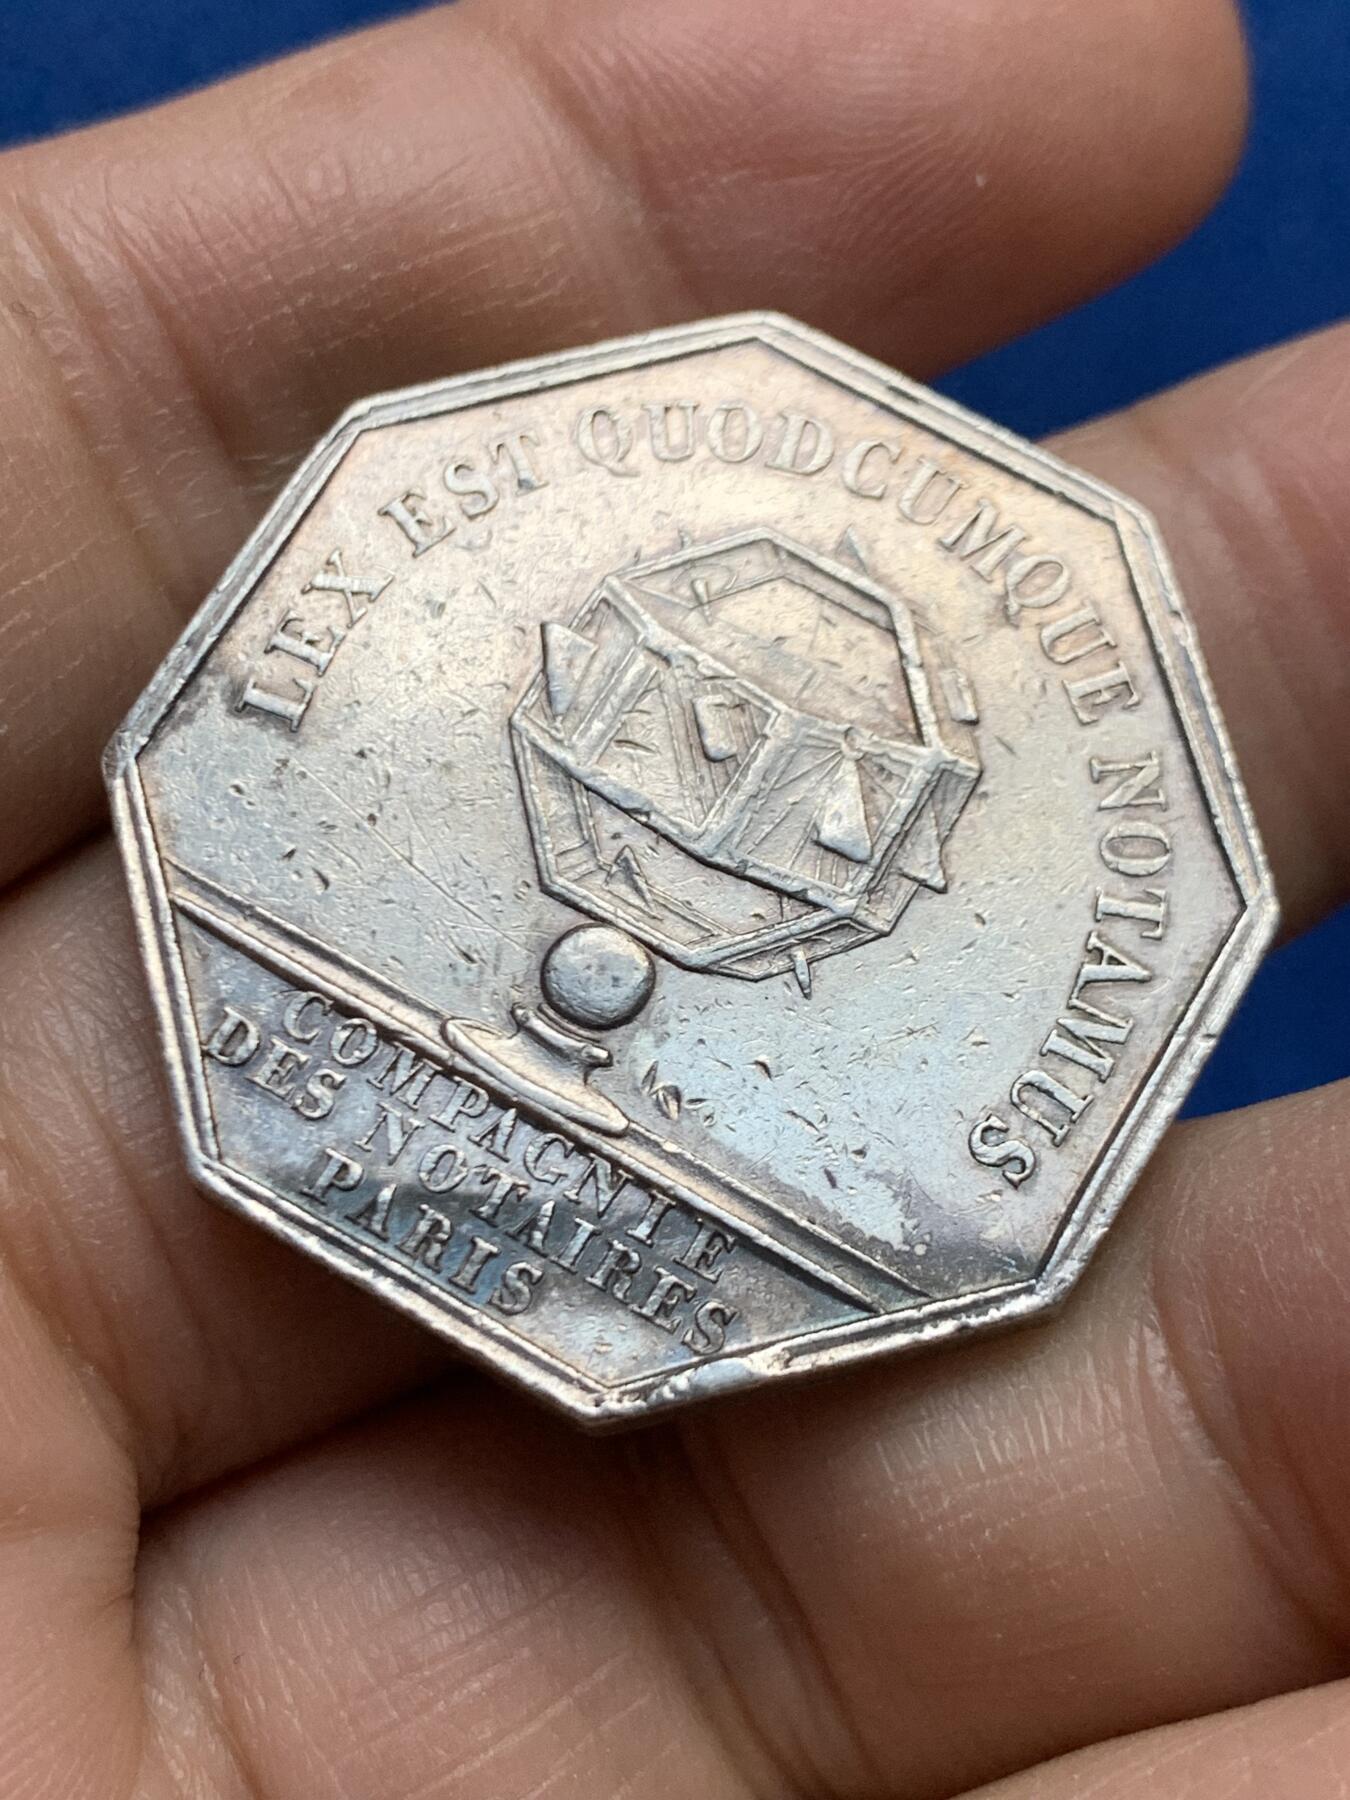 LEX EST QUODCUMQUE NOTAMUS
COMPAGNIE
DES NOTAIRES
PARIS